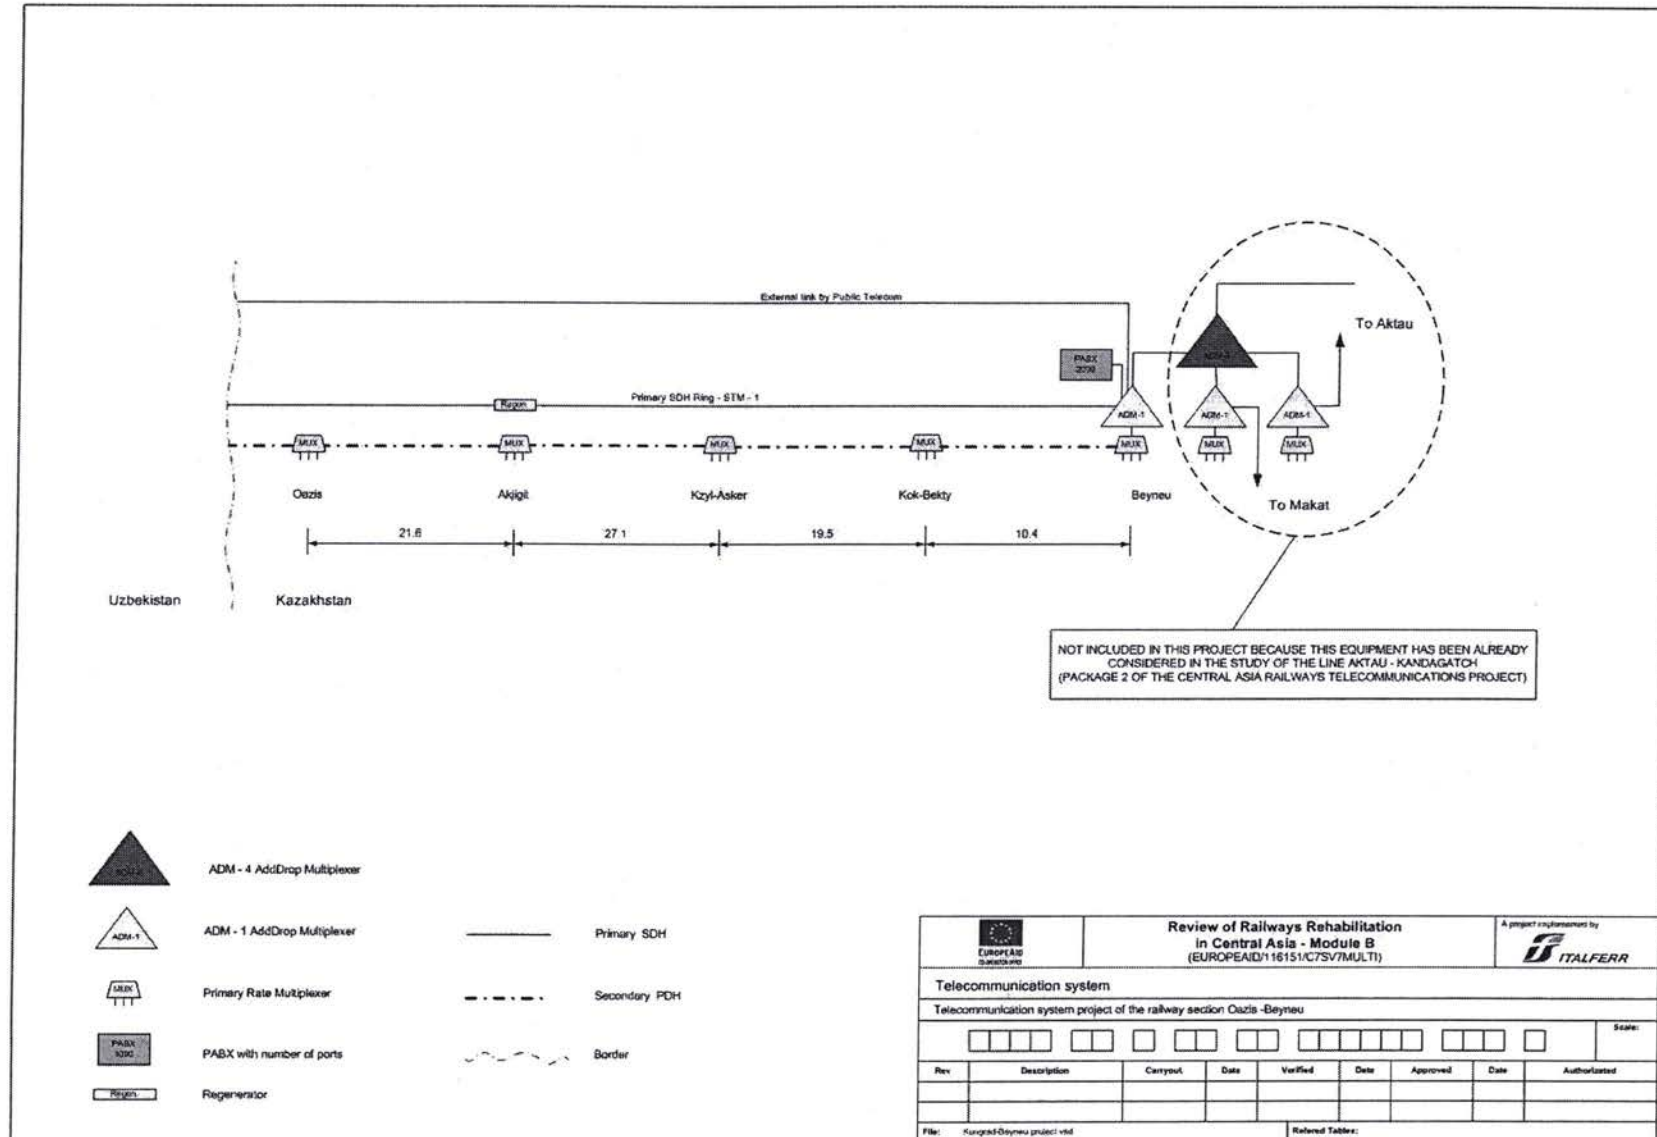 External link by Public Telecom
To Aktau
PABX
Regen.
Primary SDH Ring - STM - 1
ADM-1
ADM-1
ADM-1
MUX
MUX
MUX
MUX
MUX
MUX
MUX
Oazis
Akjigit
Kzyl-Asker
Kok-Bekty
Beyneu
To Makat
21.6
27.1
19.5
10.4
Uzbekistan
Kazakhstan
NOT INCLUDED IN THIS PROJECT BECAUSE THIS EQUIPMENT HAS BEEN ALREADY
CONSIDERED IN THE STUDY OF THE LINE AKTAU - KANDAGATCH
(PACKAGE 2 OF THE CENTRAL ASIA RAILWAYS TELECOMMUNICATIONS PROJECT)
ADM - 4 AddDrop Multiplexer
ADM-1
ADM - 1 AddDrop Multiplexer
Primary SDH
MUX
Primary Rate Multiplexer
Secondary PDH
PABX
PABX with number of ports
Border
Regen.
Regenerator
EUROPEAID
Review of Railways Rehabilitation
in Central Asia - Module B
(EUROPEAID/116151/C7SV7MULTI)
A project implemented by
ITALFERR
Telecommunication system
Telecommunication system project of the railway section Oazis -Beyneu
Scale:
Rev
Description
Carryout
Date
Verified
Date
Approved
Date
Authorizated
File:
Kungrad-Beyneu project vsd
Refered Tables: